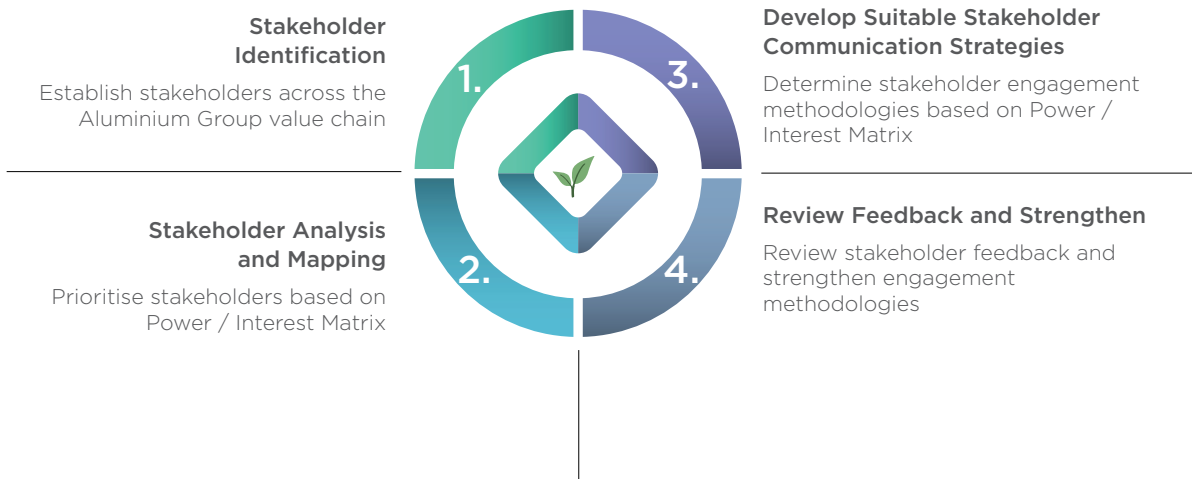 Stakeholder
Identification
Establish stakeholders across the
Aluminium Group value chain
1.
Stakeholder Analysis
and Mapping
Prioritise stakeholders based on
Power / Interest Matrix
2.
Develop Suitable Stakeholder
Communication Strategies
Determine stakeholder engagement
methodologies based on Power /
Interest Matrix
3.
Review Feedback and Strengthen
Review stakeholder feedback and
strengthen engagement
methodologies
4.